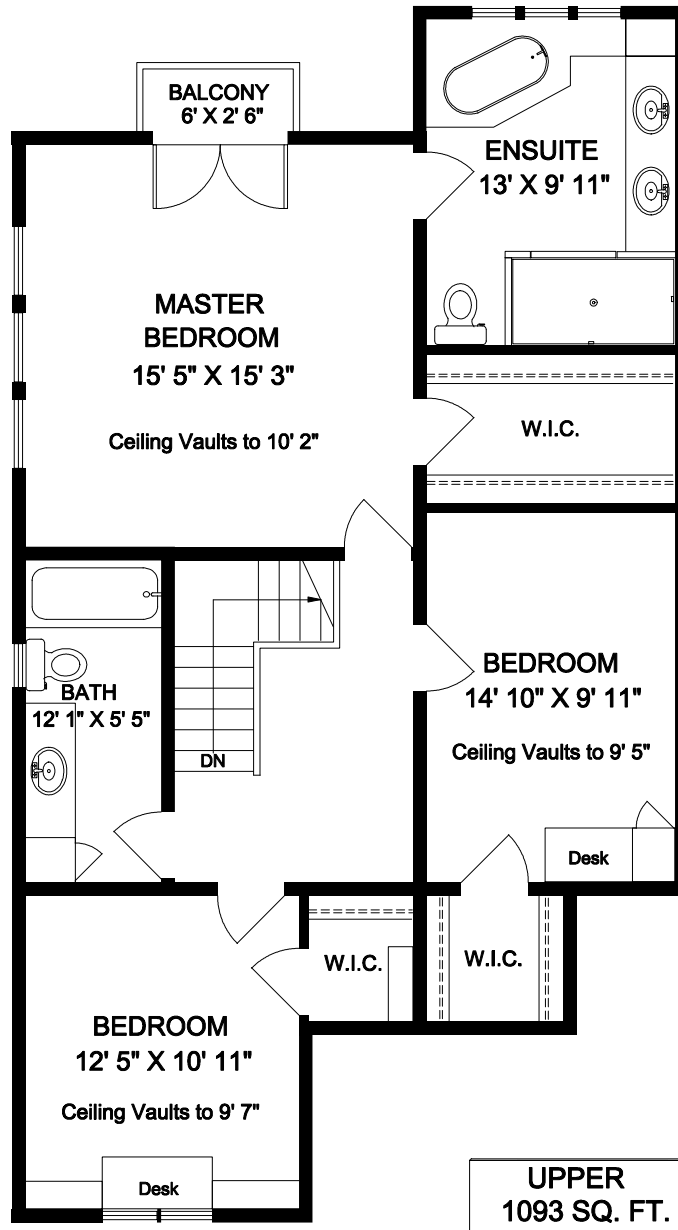 BALCONY
6' X 2' 6"
ENSUITE
13' X 9' 11"
MASTER
BEDROOM
15' 5" X 15' 3"
Ceiling Vaults to 10' 2"
W.I.C.
BEDROOM
14' 10" X 9' 11"
Ceiling Vaults to 9' 5"
Desk
BATH
12' 1" X 5' 5"
DN
W.I.C.
W.I.C.
BEDROOM
12' 5" X 10' 11"
Ceiling Vaults to 9' 7"
Desk
UPPER
1093 SQ. FT.